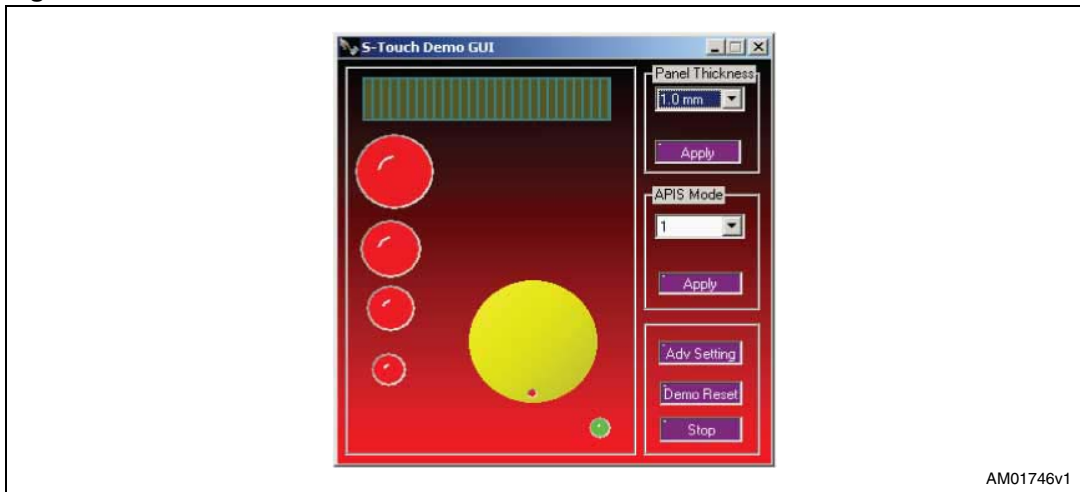 S-Touch Demo GUI
Panel Thickness
1.0 mm
Apply
APIS Mode
1
Apply
Adv Setting
Demo Reset
Stop
AM01746v1